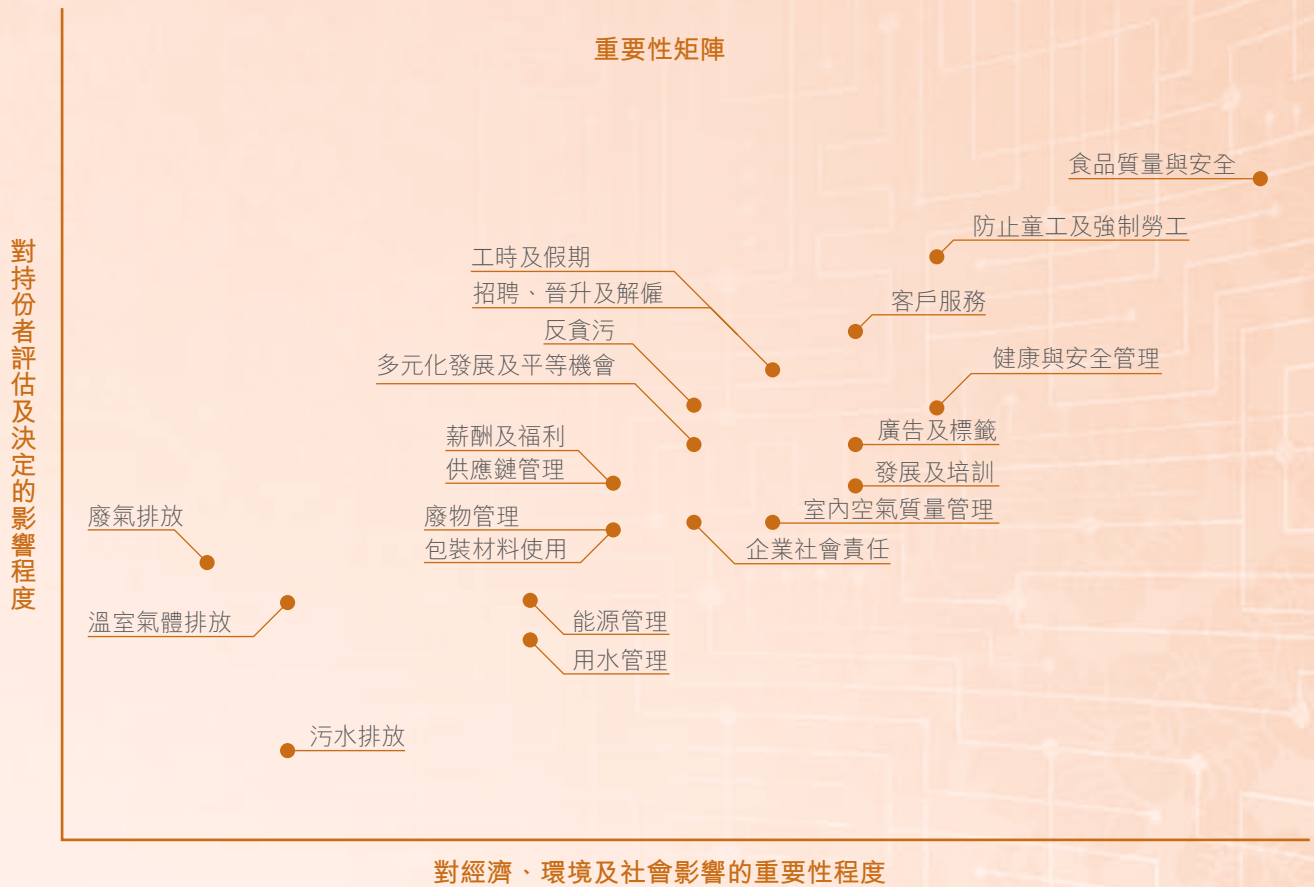 重要性矩陣
對持份者評估及決定的影響程度
食品質量與安全
防止童工及強制勞工
工時及假期
招聘、晉升及解僱
客戶服務
反貪污
健康與安全管理
多元化發展及平等機會
廣告及標籤
薪酬及福利
供應鏈管理
發展及培訓
廢氣排放
廢物管理
室內空氣質量管理
包裝材料使用
企業社會責任
溫室氣體排放
能源管理
用水管理
污水排放
對經濟、環境及社會影響的重要性程度